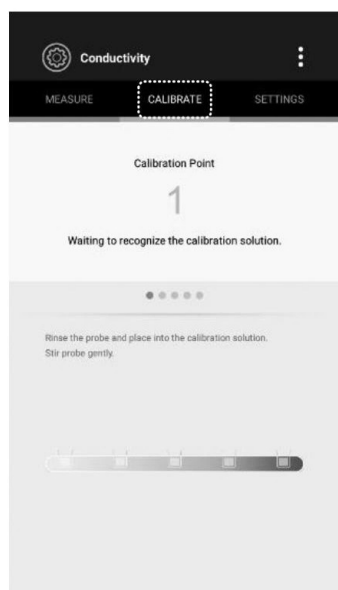 Conductivity
MEASURE CALIBRATE SETTINGS
Calibration Point
1
Waiting to recognize the calibration solution.
Rinse the probe and place into the calibration solution.
Stir probe gently.